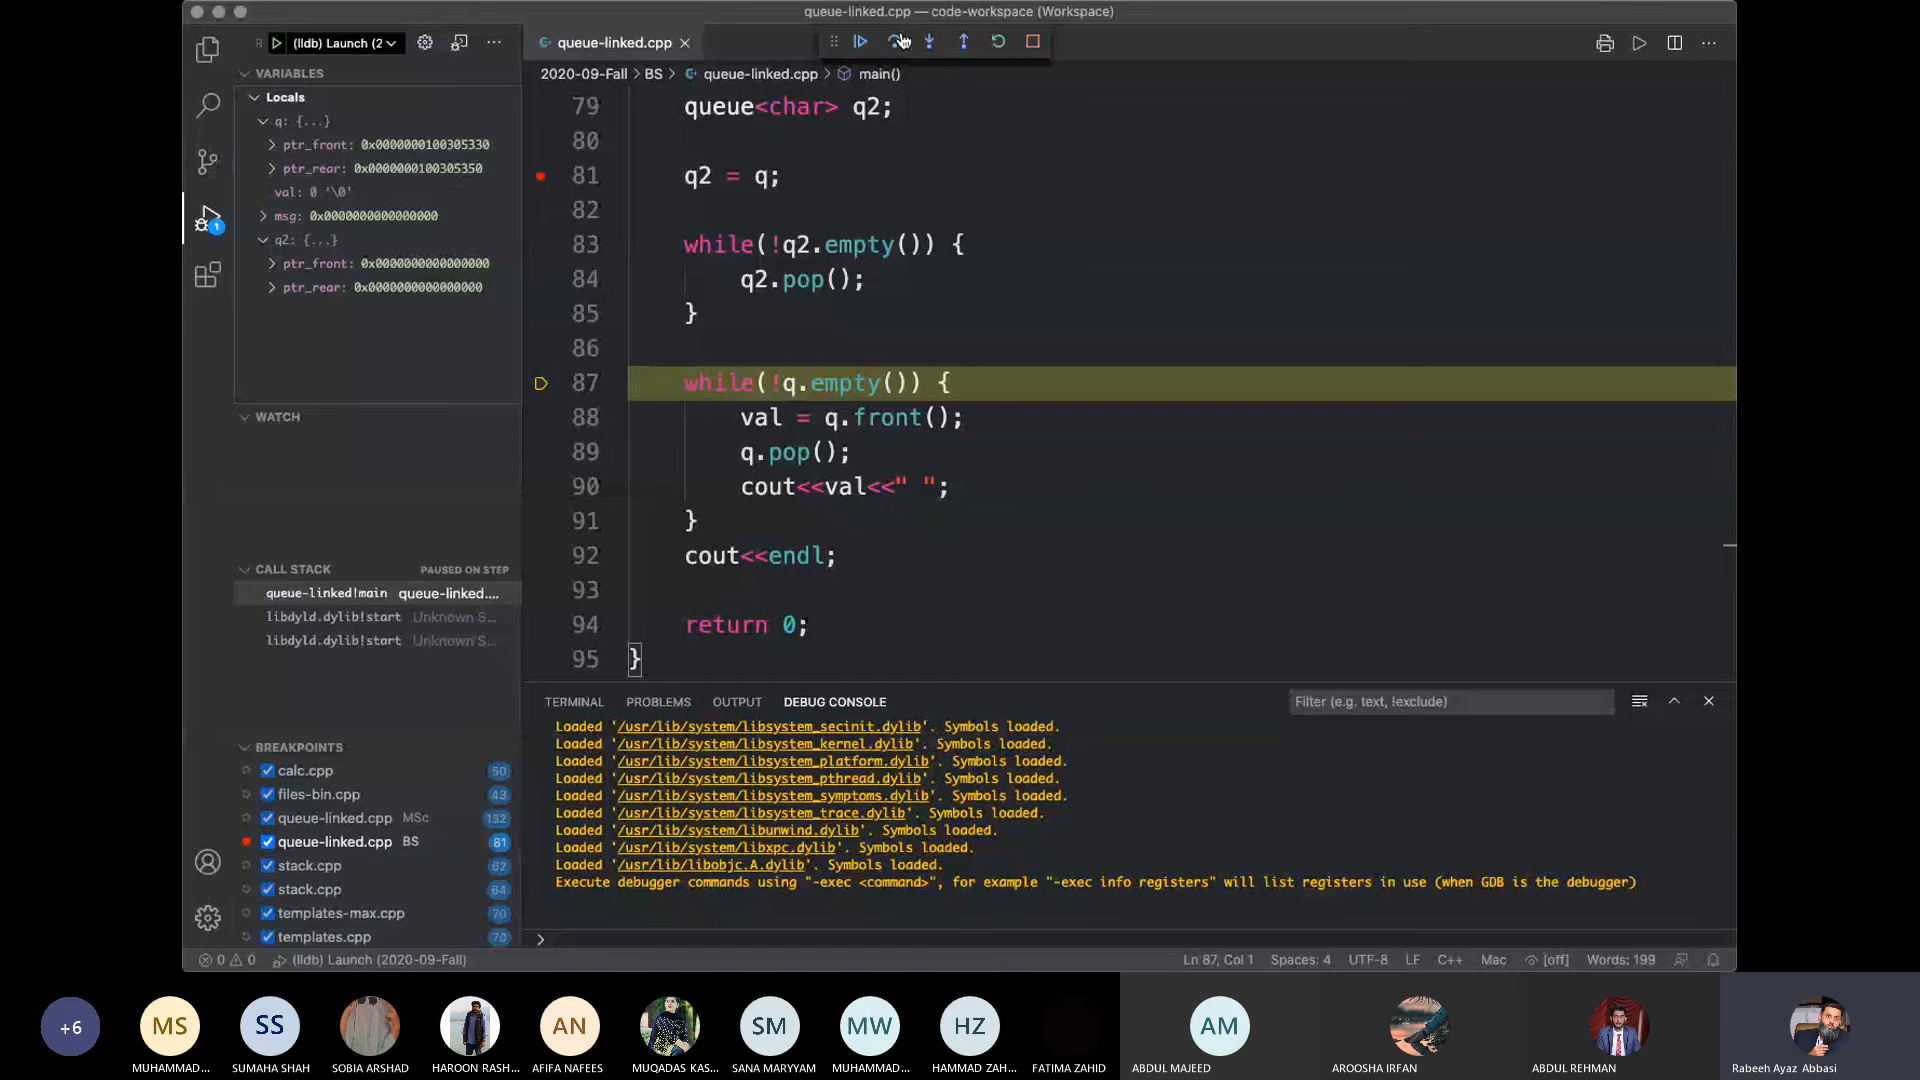 queue-linked.cpp — code-workspace (Workspace)
(lldb) Launch (2
queue-linked.cpp
VARIABLES
Locals
q: {...}
ptr_front: 0x0000000100305330
ptr_rear: 0x0000000100305350
val: 0 '\0'
msg: 0x0000000000000000
q2: {...}
ptr_front: 0x0000000000000000
ptr_rear: 0x0000000000000000
WATCH
CALL STACK PAUSED ON STEP
queue-linked!main queue-linked....
libdyld.dylib!start Unknown S...
libdyld.dylib!start Unknown S...
BREAKPOINTS
calc.cpp 50
files-bin.cpp 43
queue-linked.cpp MSc 132
queue-linked.cpp BS 81
stack.cpp 62
stack.cpp 64
templates-max.cpp 70
templates.cpp 70
1
2020-09-Fall > BS > queue-linked.cpp > main()
79 queue<char> q2;
80
81 q2 = q;
82
83 while(!q2.empty()) {
84 q2.pop();
85 }
86
87 while(!q.empty()) {
88 val = q.front();
89 q.pop();
90 cout<<val<<" ";
91 }
92 cout<<endl;
93
94 return 0;
95 }
TERMINAL PROBLEMS OUTPUT DEBUG CONSOLE Filter (e.g. text, !exclude)
Loaded '/usr/lib/system/libsystem_secinit.dylib'. Symbols loaded.
Loaded '/usr/lib/system/libsystem_kernel.dylib'. Symbols loaded.
Loaded '/usr/lib/system/libsystem_platform.dylib'. Symbols loaded.
Loaded '/usr/lib/system/libsystem_pthread.dylib'. Symbols loaded.
Loaded '/usr/lib/system/libsystem_symptoms.dylib'. Symbols loaded.
Loaded '/usr/lib/system/libsystem_trace.dylib'. Symbols loaded.
Loaded '/usr/lib/system/libunwind.dylib'. Symbols loaded.
Loaded '/usr/lib/system/libxpc.dylib'. Symbols loaded.
Loaded '/usr/lib/libobjc.A.dylib'. Symbols loaded.
Execute debugger commands using "-exec <command>", for example "-exec info registers" will list registers in use (when GDB is the debugger)
0 0 (lldb) Launch (2020-09-Fall) Ln 87, Col 1 Spaces: 4 UTF-8 LF C++ Mac [off] Words: 199
+6 MS SS AN SM MW HZ AM
MUHAMMAD... SUMAHA SHAH SOBIA ARSHAD HAROON RASH... AFIFA NAFEES MUQADAS KAS... SANA MARYYAM MUHAMMAD... HAMMAD ZAH... FATIMA ZAHID ABDUL MAJEED AROOSHA IRFAN ABDUL REHMAN Rabeeh Ayaz Abbasi